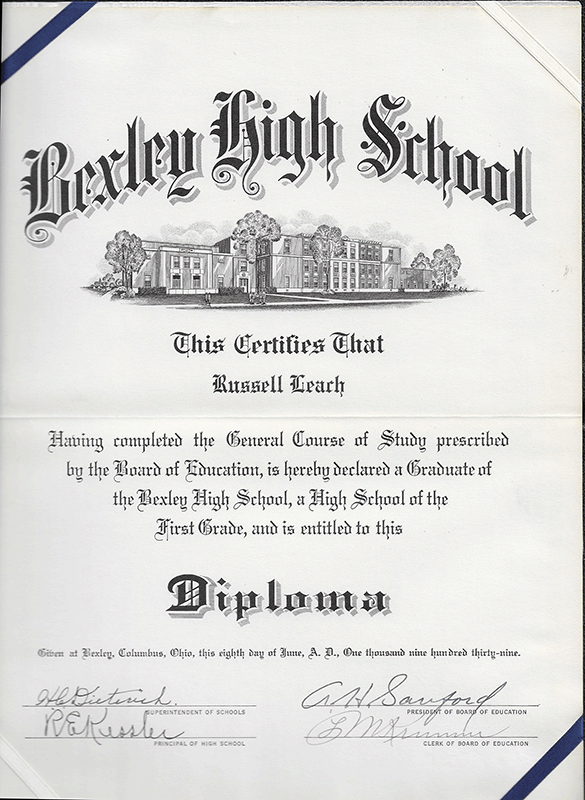 Bexley High School
This Certifies That
Russell Leach
Having completed the General Course of Study prescribed
by the Board of Education, is hereby declared a Graduate of
the Bexley High School, a High School of the
First Grade, and is entitled to this
Diploma
Given at Bexley, Columbus, Ohio, this eighth day of June, A. D., One thousand nine hundred thirty-nine.
H C Dieterich.
SUPERINTENDENT OF SCHOOLS
R E Kessler
PRINCIPAL OF HIGH SCHOOL
A H Sanford
PRESIDENT OF BOARD OF EDUCATION
CLERK OF BOARD OF EDUCATION